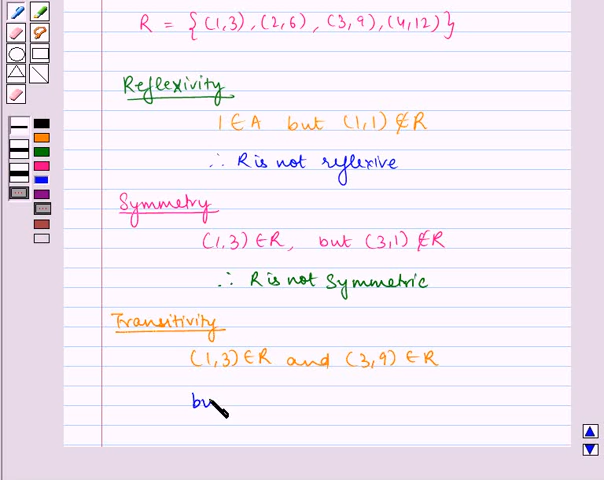 R = {(1,3), (2,6), (3,9), (4,12)}
Reflexivity
1 ∈ A but (1,1) ∉ R
∴ R is not reflexive
Symmetry
(1,3) ∈ R, but (3,1) ∉ R
∴ R is not Symmetric
Transitivity
(1,3) ∈ R and (3,9) ∈ R
bu